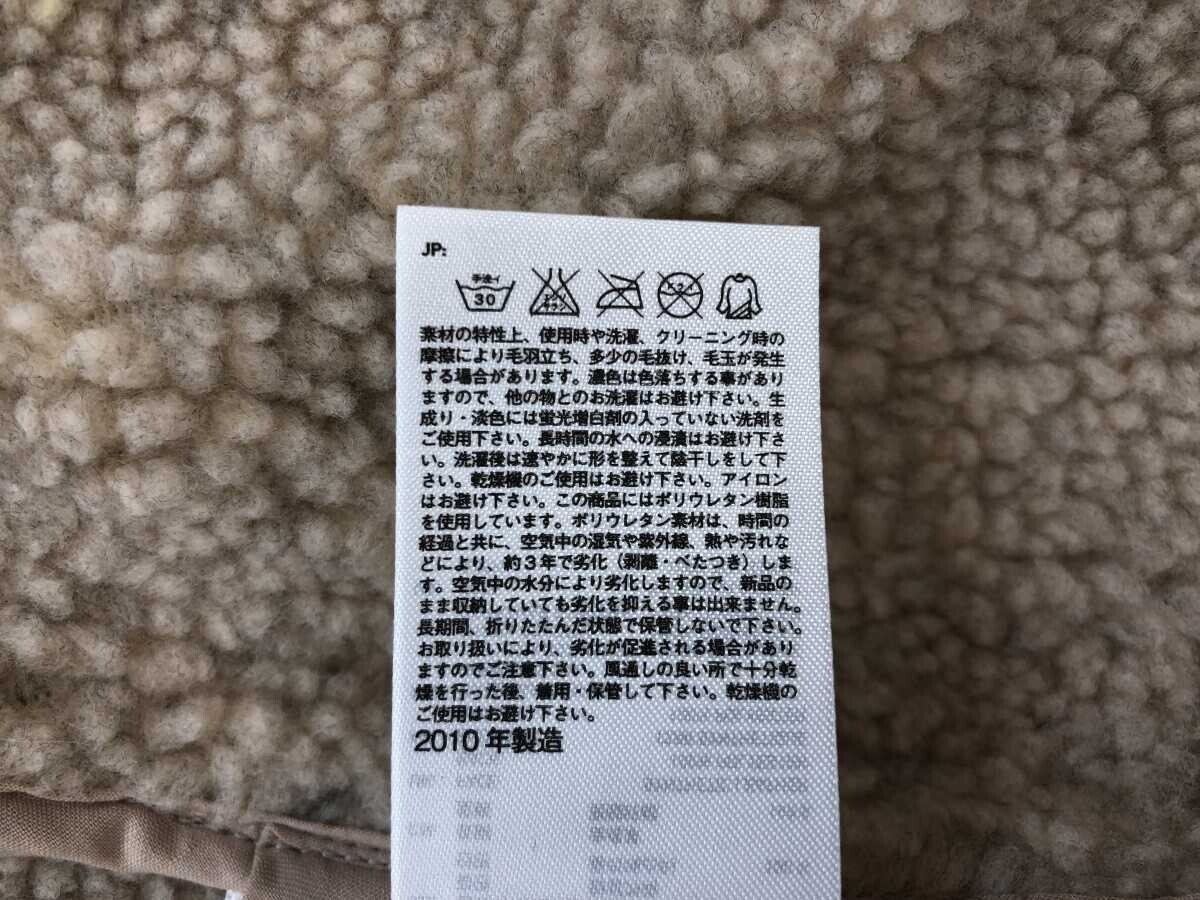 JP:
手洗イ
30
エンソ
サラシ
素材の特性上、使用時や洗濯、クリーニング時の
摩擦により毛羽立ち、多少の毛抜け、毛玉が発生
する場合があります。濃色は色落ちする事があり
ますので、他の物とのお洗濯はお避け下さい。生
成り・淡色には蛍光増白剤の入っていない洗剤を
ご使用下さい。長時間の水への浸漬はお避け下さ
い。洗濯後は速やかに形を整えて陰干しをして下
さい。乾燥機のご使用はお避け下さい。アイロン
はお避け下さい。この商品にはポリウレタン樹脂
を使用しています。ポリウレタン素材は、時間の
経過と共に、空気中の湿気や紫外線、熱や汚れな
どにより、約3年で劣化（剥離・べたつき）しま
す。空気中の水分により劣化しますので、新品の
まま収納していても劣化を抑える事は出来ません。
長期間、折りたたんだ状態で保管しないで下さい。
お取り扱いにより、劣化が促進される場合があり
ますのでご注意下さい。風通しの良い所で十分乾
燥を行った後、着用・保管して下さい。乾燥機の
ご使用はお避け下さい。
2010 年製造